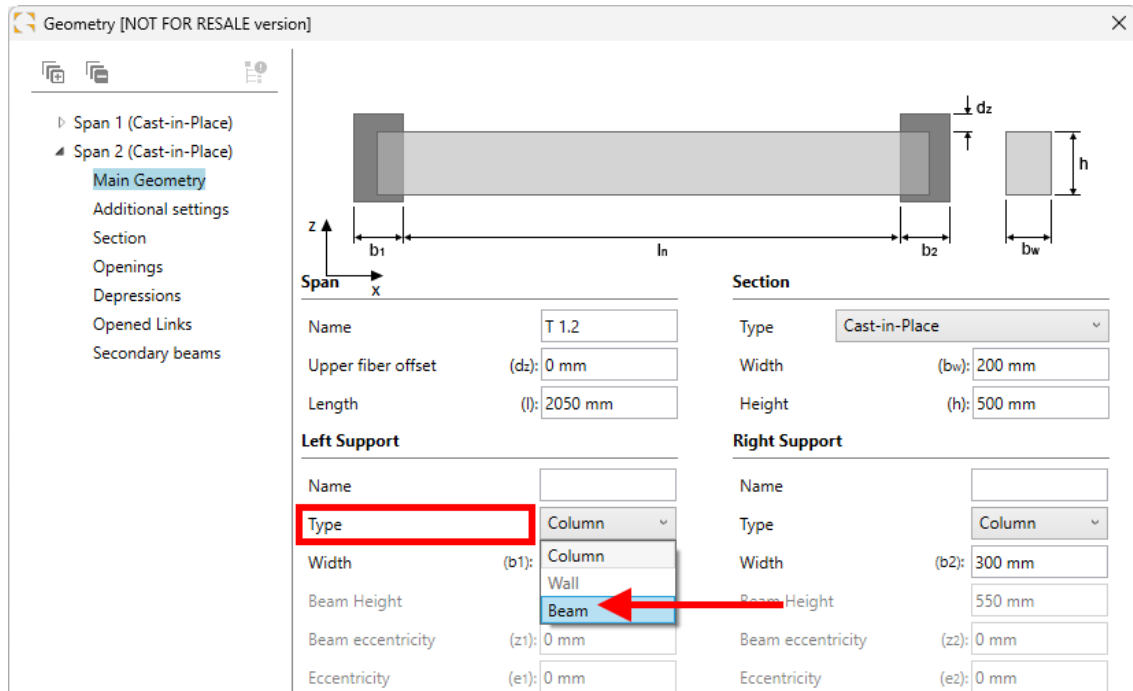 Geometry [NOT FOR RESALE version]
Span 1 (Cast-in-Place)
Span 2 (Cast-in-Place)
Main Geometry
Additional settings
Section
Openings
Depressions
Opened Links
Secondary beams
dz
h
z
x
b1
ln
b2
bw
Span
Name T 1.2
Upper fiber offset (dz): 0 mm
Length (l): 2050 mm
Section
Type Cast-in-Place
Width (bw): 200 mm
Height (h): 500 mm
Left Support
Name
Type Column
Width (b1):
Column
Wall
Beam
Beam Height
Beam eccentricity (z1): 0 mm
Eccentricity (e1): 0 mm
Right Support
Name
Type Column
Width (b2): 300 mm
Beam Height 550 mm
Beam eccentricity (z2): 0 mm
Eccentricity (e2): 0 mm